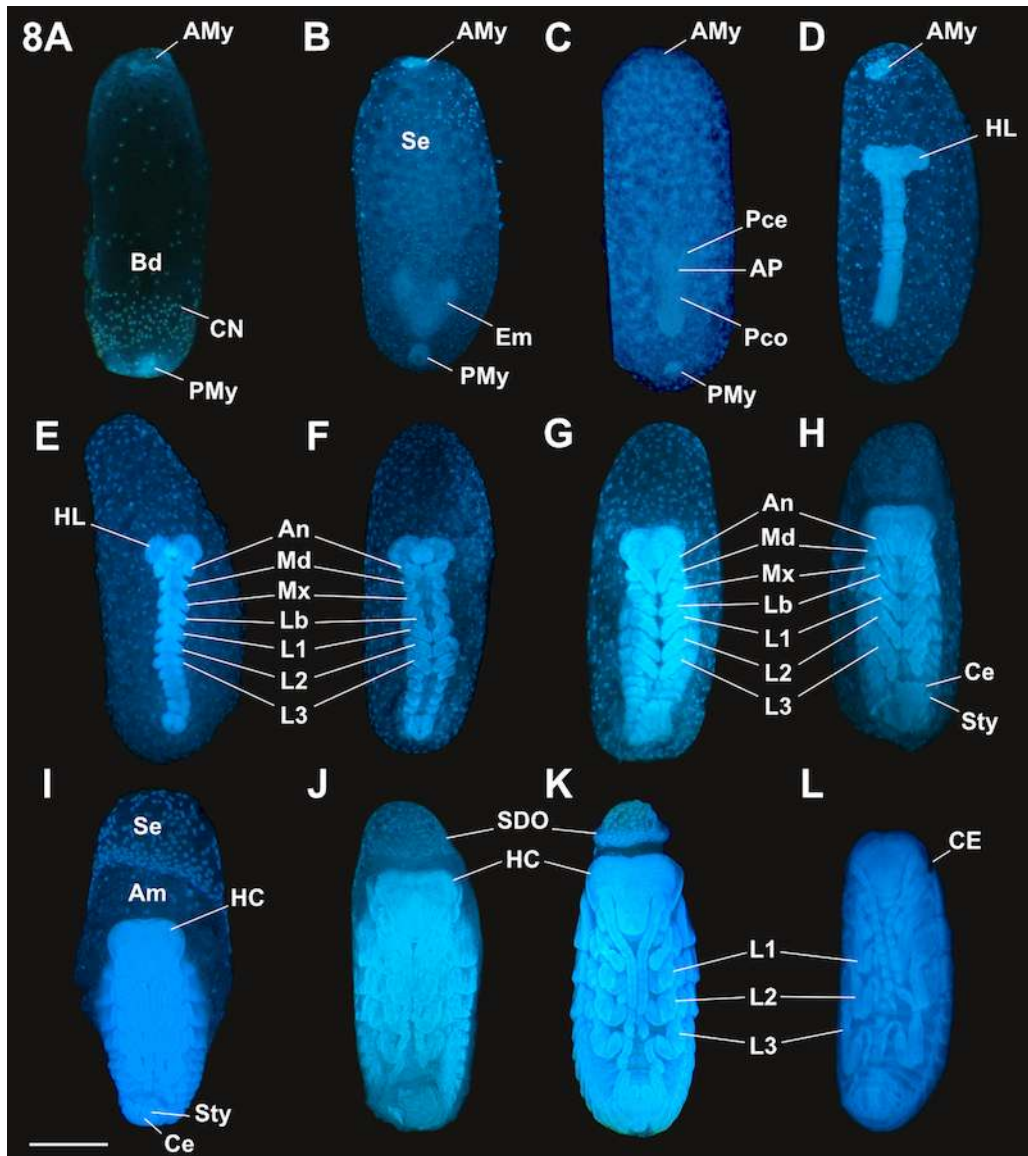 8A AMy B AMy C AMy D AMy
HL
Se
Pce
Bd AP
CN Pco
Em
PMy PMy PMy
E F G H
HL An An
Md Md
Mx Mx
Lb Lb
L1 L1
L2 L2
L3 L3
Ce
Sty
I J K L
Se SDO CE
HC
Am HC
L1
L2
L3
Sty
Ce